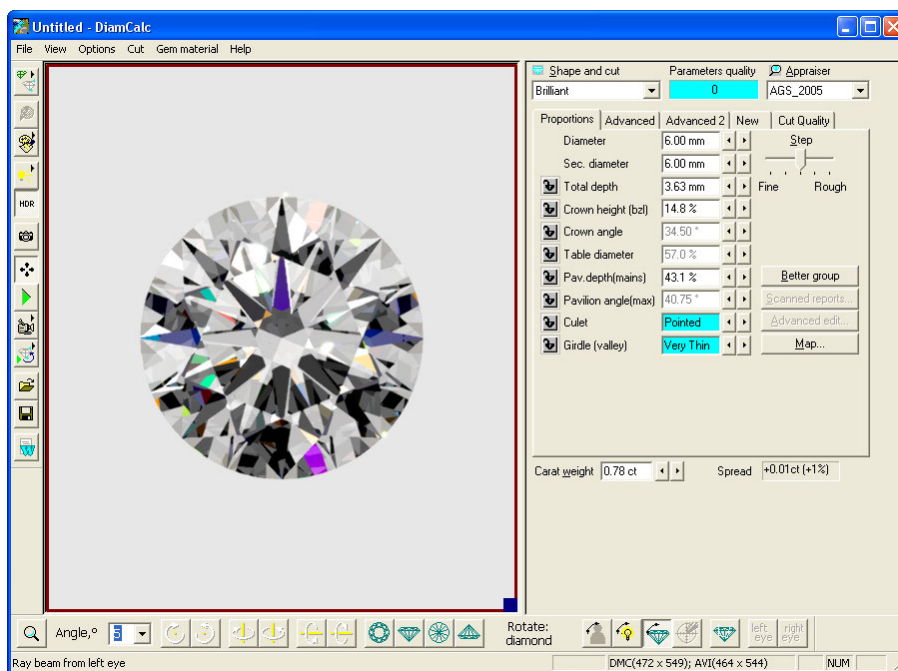 Untitled - DiamCalc
File View Options Cut Gem material Help
Shape and cut Parameters quality Appraiser
Brilliant 0 AGS_2005
Proportions Advanced Advanced 2 New Cut Quality
Diameter 6.00 mm Step
Sec. diameter 6.00 mm
Total depth 3.63 mm Fine Rough
HDR Crown height (bzl) 14.8 %
Crown angle 34.50 °
Table diameter 57.0 %
Pav.depth(mains) 43.1 % Better group
Pavilion angle(max) 40.75 ° Scanned reports...
Culet Pointed Advanced edit...
Girdle (valley) Very Thin Map...
Carat weight 0.78 ct Spread +0.01ct (+1%)
Angle,° 5 Rotate: diamond left eye right eye
Ray beam from left eye DMC(472 x 549); AVI(464 x 544) NUM